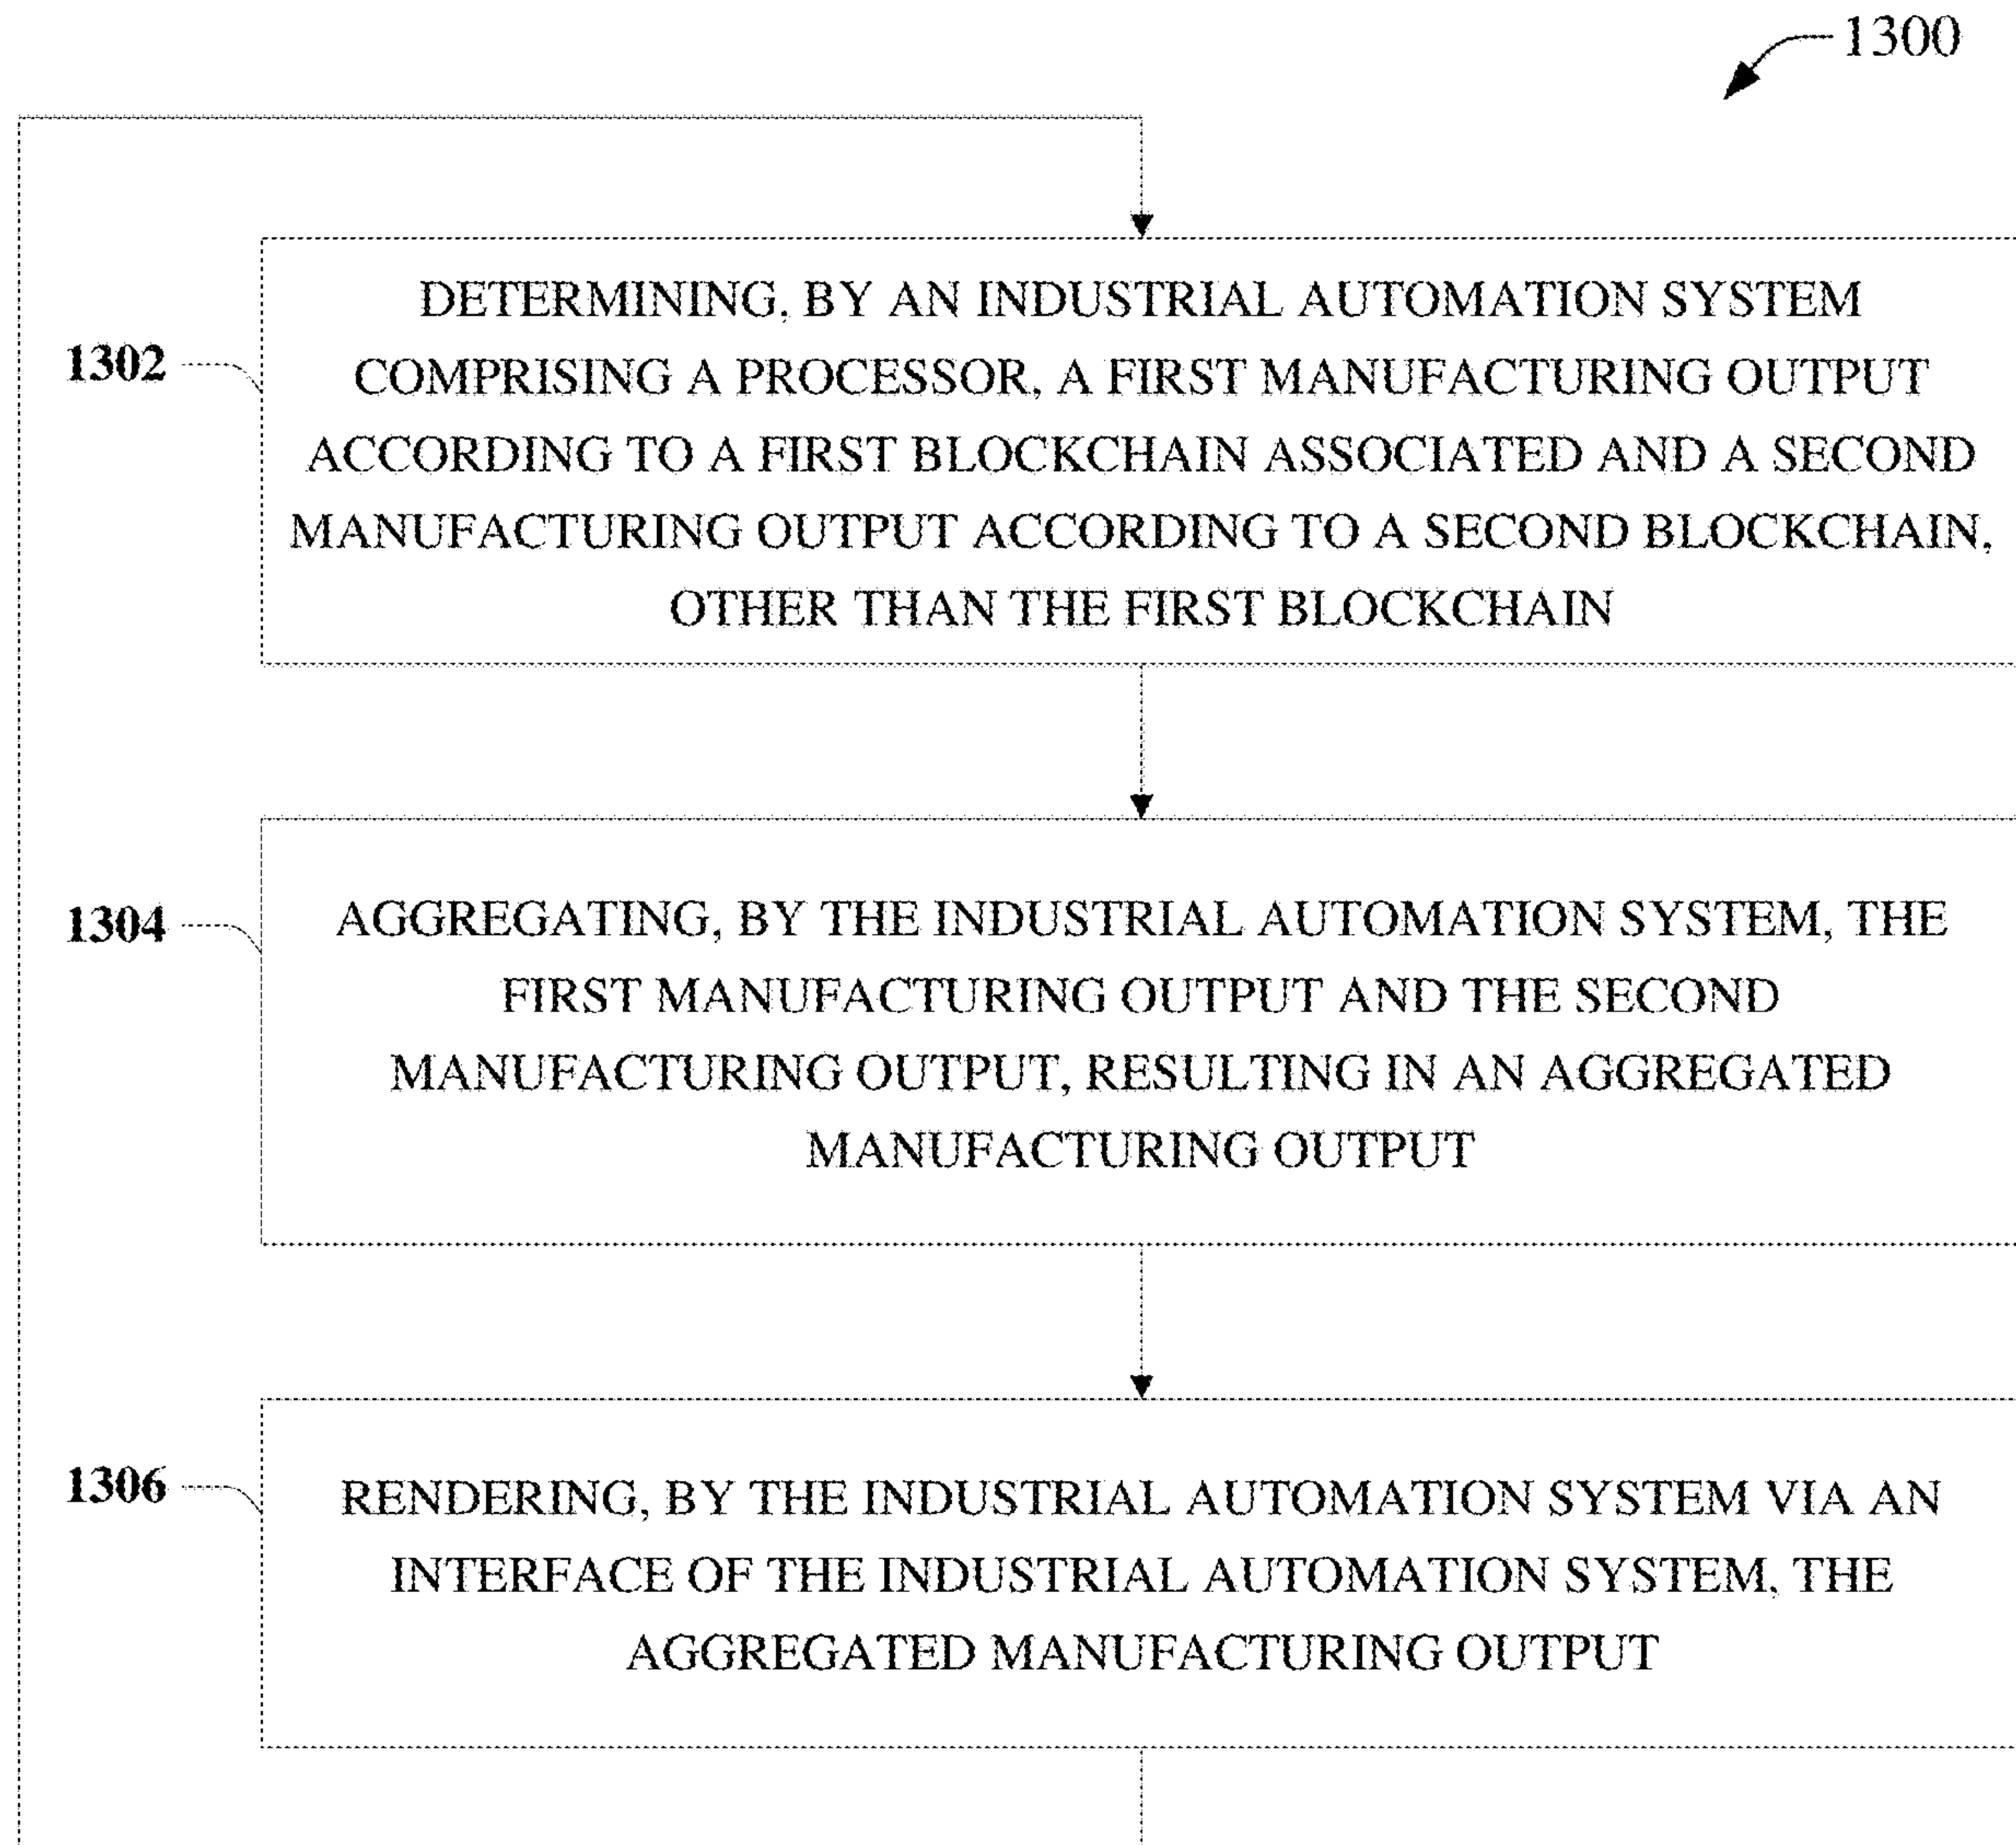 1300
1302
DETERMINING, BY AN INDUSTRIAL AUTOMATION SYSTEM
COMPRISING A PROCESSOR, A FIRST MANUFACTURING OUTPUT
ACCORDING TO A FIRST BLOCKCHAIN ASSOCIATED AND A SECOND
MANUFACTURING OUTPUT ACCORDING TO A SECOND BLOCKCHAIN,
OTHER THAN THE FIRST BLOCKCHAIN
1304
AGGREGATING, BY THE INDUSTRIAL AUTOMATION SYSTEM, THE
FIRST MANUFACTURING OUTPUT AND THE SECOND
MANUFACTURING OUTPUT, RESULTING IN AN AGGREGATED
MANUFACTURING OUTPUT
1306
RENDERING, BY THE INDUSTRIAL AUTOMATION SYSTEM VIA AN
INTERFACE OF THE INDUSTRIAL AUTOMATION SYSTEM, THE
AGGREGATED MANUFACTURING OUTPUT